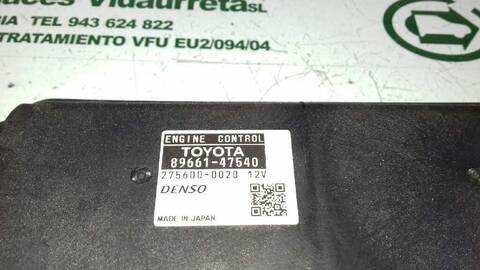 Vidaurreta SL
TEL. 943 624 822
TRATAMIENTO VFU EU2/094/04
ENGINE CONTROL
TOYOTA
89661-47540
275600-0020 12V
DENSO
MADE IN JAPAN